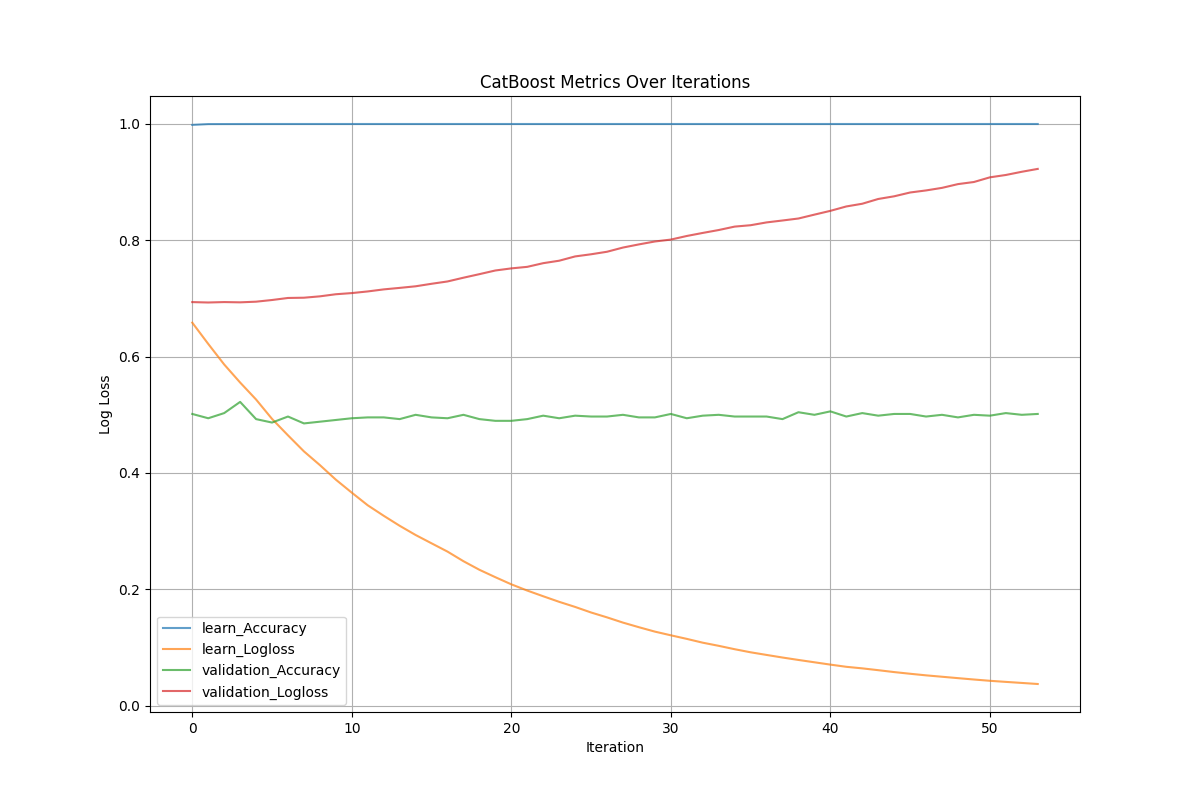 CatBoost Metrics Over Iterations
1.0
0.8
0.6
0.4
0.2
0.0
Log Loss
learn_Accuracy
learn_Logloss
validation_Accuracy
validation_Logloss
0 10 20 30 40 50
Iteration